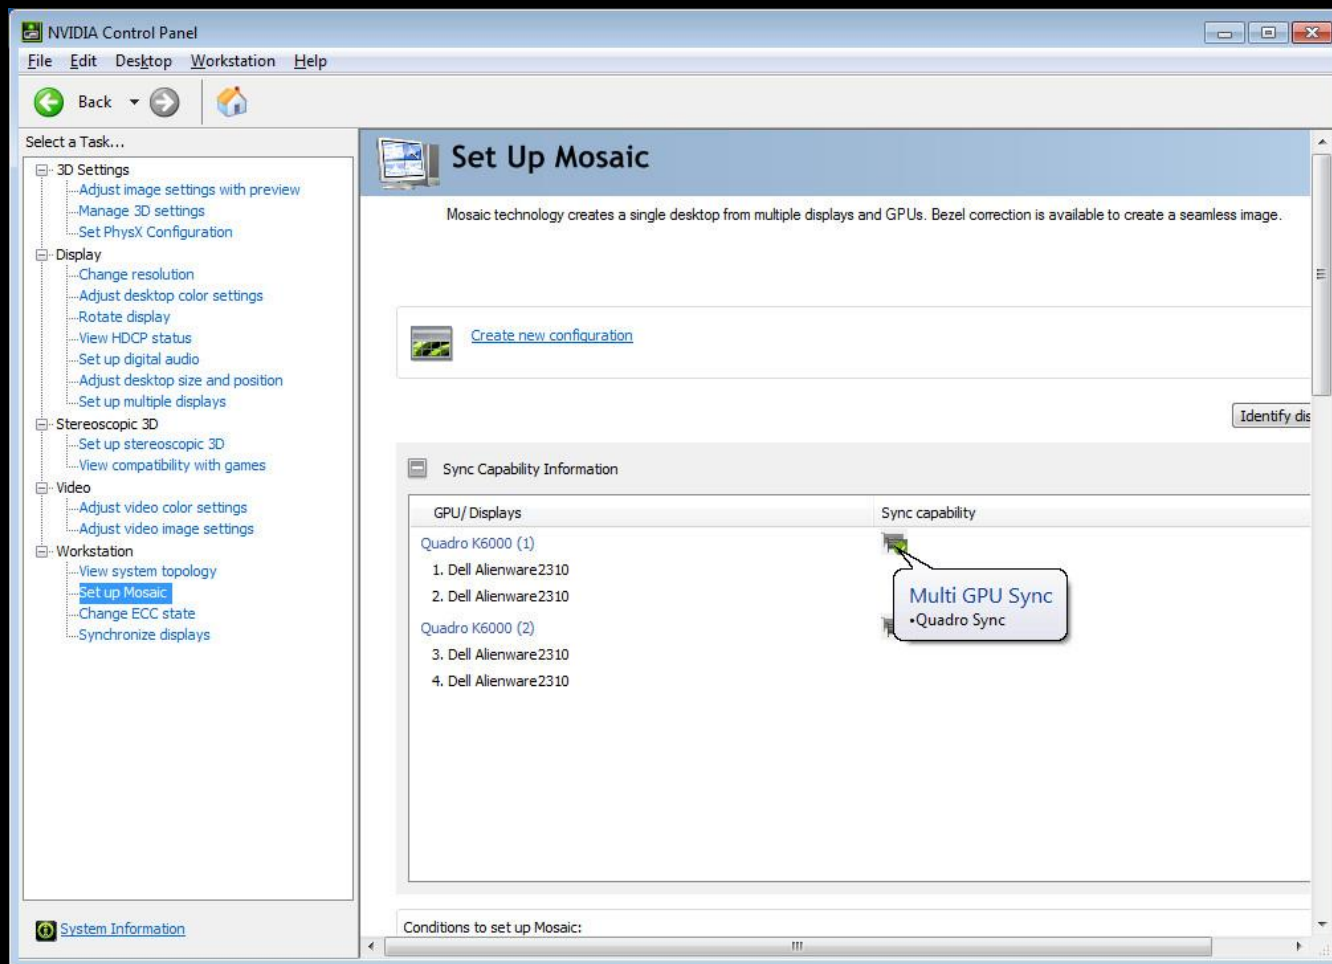 NVIDIA Control Panel
File Edit Desktop Workstation Help
Back
Select a Task...
3D Settings
Adjust image settings with preview
Manage 3D settings
Set PhysX Configuration
Display
Change resolution
Adjust desktop color settings
Rotate display
View HDCP status
Set up digital audio
Adjust desktop size and position
Set up multiple displays
Stereoscopic 3D
Set up stereoscopic 3D
View compatibility with games
Video
Adjust video color settings
Adjust video image settings
Workstation
View system topology
Set up Mosaic
Change ECC state
Synchronize displays
System Information
Set Up Mosaic
Mosaic technology creates a single desktop from multiple displays and GPUs. Bezel correction is available to create a seamless image.
Create new configuration
Identify dis
Sync Capability Information
GPU/Displays Sync capability
Quadro K6000 (1)
1. Dell Alienware2310
2. Dell Alienware2310
Quadro K6000 (2)
3. Dell Alienware2310
4. Dell Alienware2310
Multi GPU Sync
•Quadro Sync
Conditions to set up Mosaic: